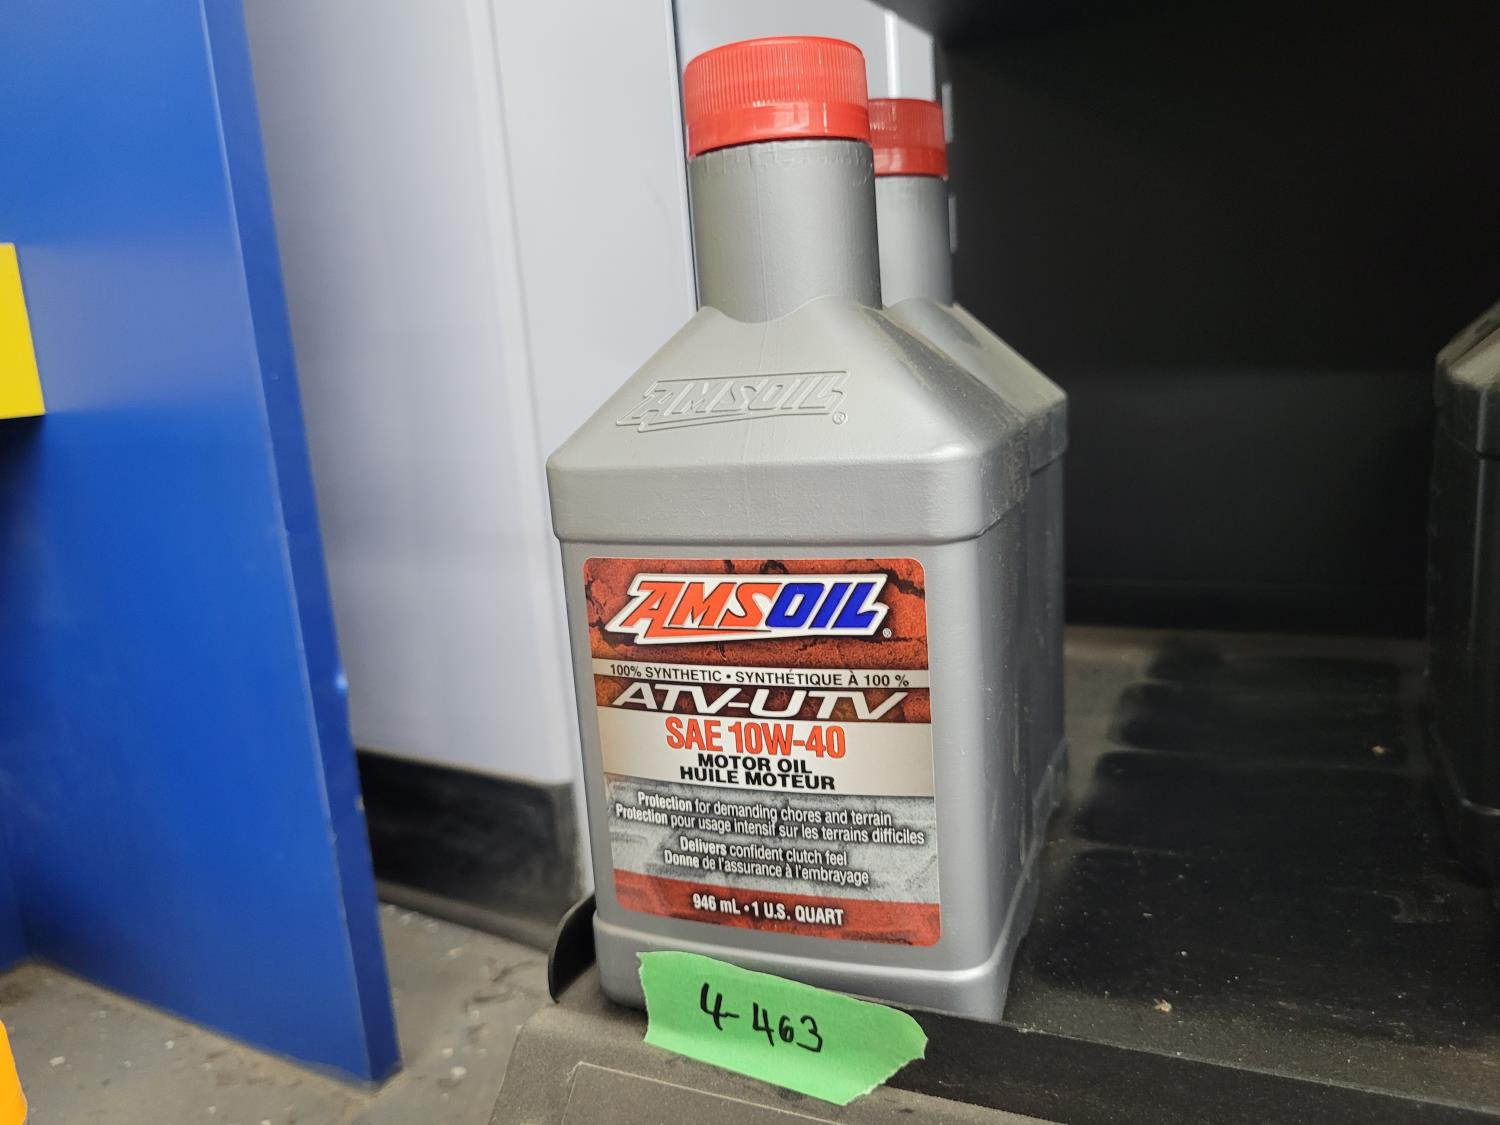 AMSOIL®
AMSOIL®
100% SYNTHETIC • SYNTHÉTIQUE À 100 %
ATV-UTV
SAE 10W-40
MOTOR OIL
HUILE MOTEUR
Protection for demanding chores and terrain
Protection pour usage intensif sur les terrains difficiles
Delivers confident clutch feel
Donne de l'assurance à l'embrayage
946 mL • 1 U.S. QUART
4-463